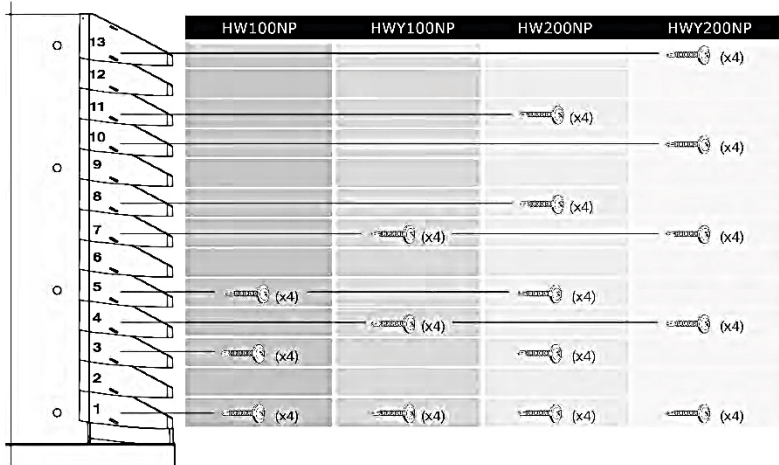 HW100NP HWY100NP HW200NP HWY200NP
13 (x4)
12
11 (x4)
10 (x4)
9
8 (x4)
7 (x4) (x4)
6
5 (x4) (x4)
4 (x4) (x4)
3 (x4) (x4)
2
1 (x4) (x4) (x4) (x4)